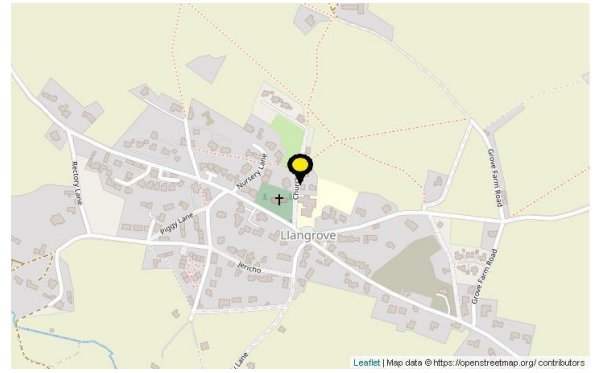 Nursery Lane
Rectory Lane
Piggy Lane
Llangrove
Jericho
Grove Farm Road
Grove Farm Road
Lane
Leaflet | Map data © https://openstreetmap.org/ contributors